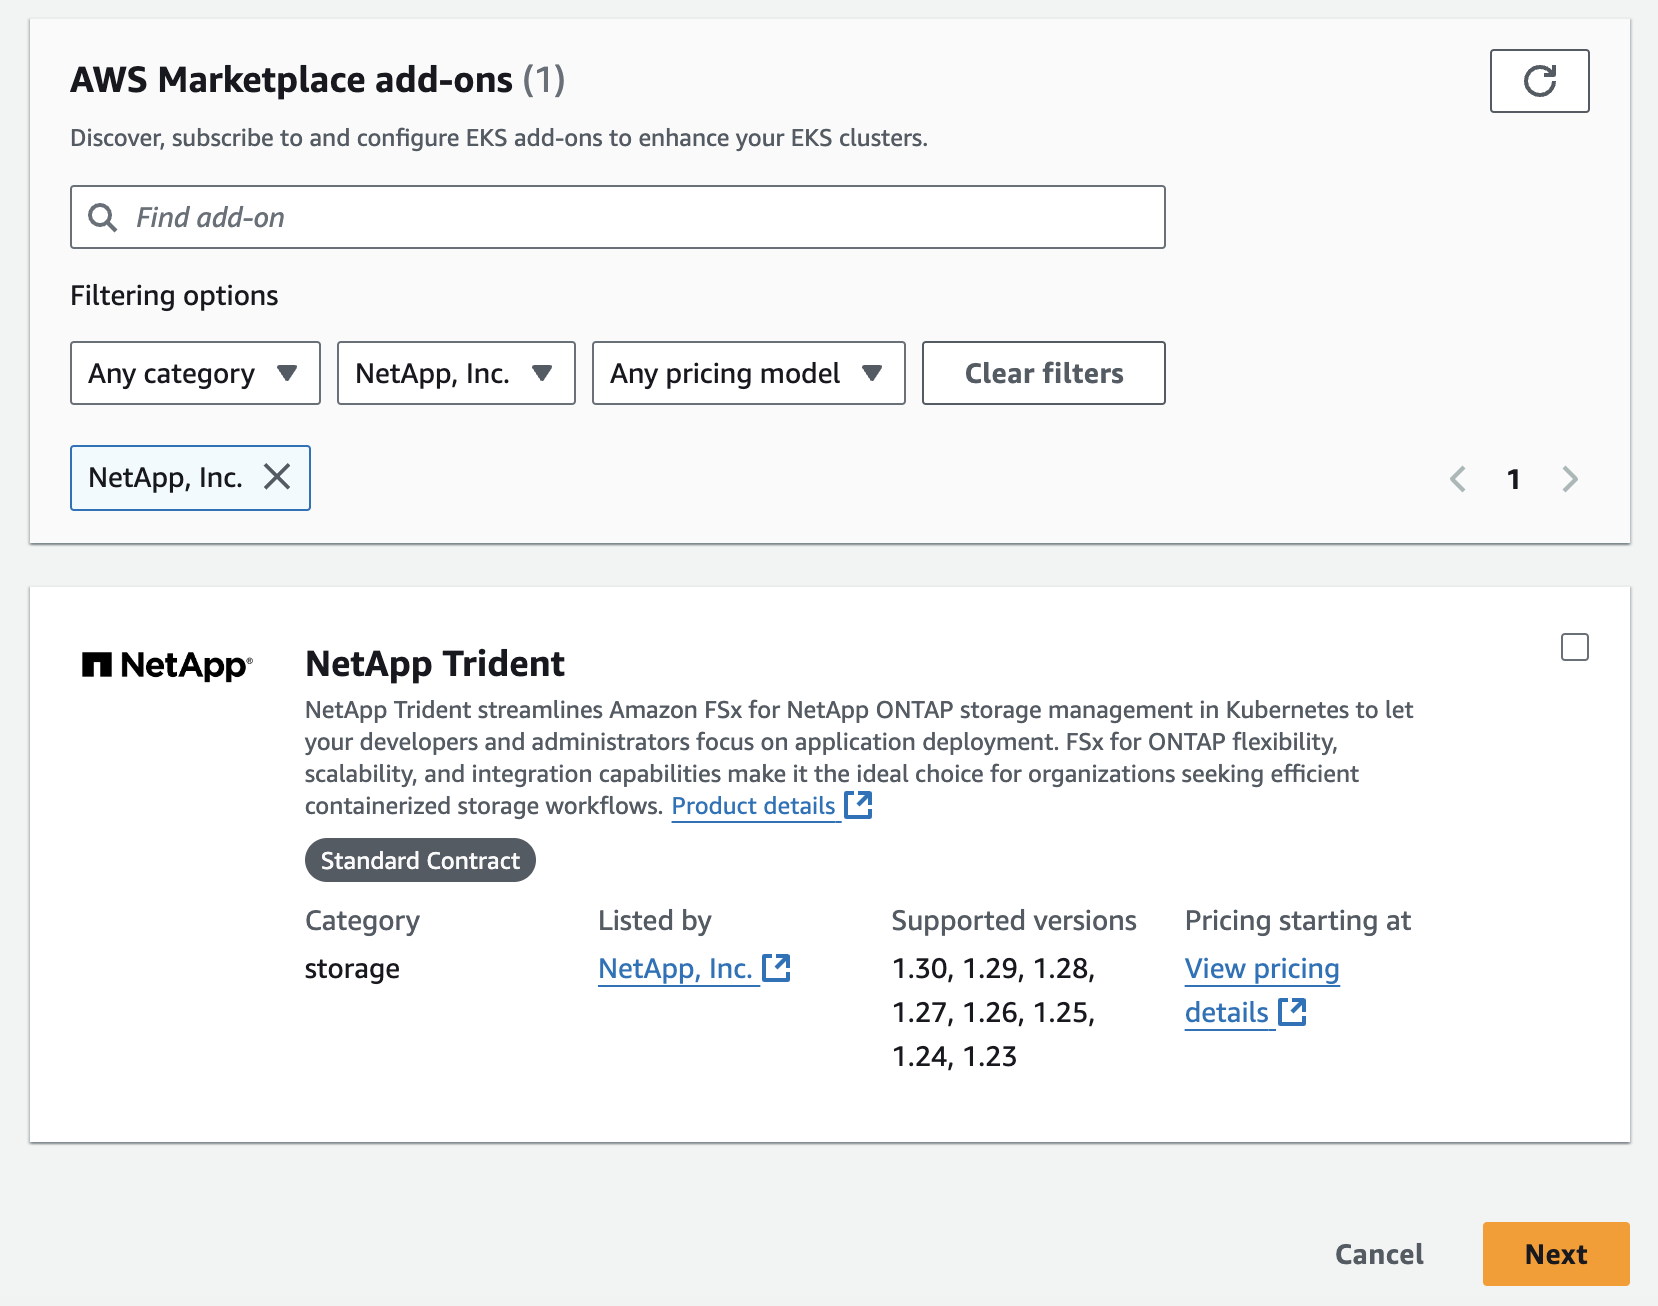 AWS Marketplace add-ons (1)
Discover, subscribe to and configure EKS add-ons to enhance your EKS clusters.
Find add-on
Filtering options
Any category
NetApp, Inc.
Any pricing model
Clear filters
NetApp, Inc.
1
NetApp®
NetApp Trident
NetApp Trident streamlines Amazon FSx for NetApp ONTAP storage management in Kubernetes to let
your developers and administrators focus on application deployment. FSx for ONTAP flexibility,
scalability, and integration capabilities make it the ideal choice for organizations seeking efficient
containerized storage workflows. Product details
Standard Contract
Category
storage
Listed by
NetApp, Inc.
Supported versions
1.30, 1.29, 1.28,
1.27, 1.26, 1.25,
1.24, 1.23
Pricing starting at
View pricing
details
Cancel
Next